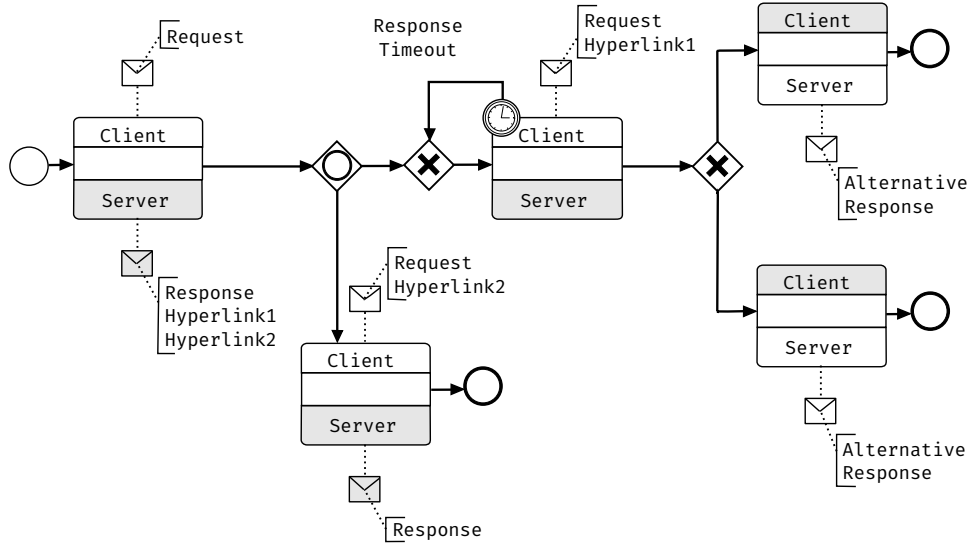 Request
Client
Server
Response
Hyperlink1
Hyperlink2
Response
Timeout
Request
Hyperlink1
Client
Server
Request
Hyperlink2
Client
Server
Response
Client
Server
Alternative
Response
Client
Server
Alternative
Response